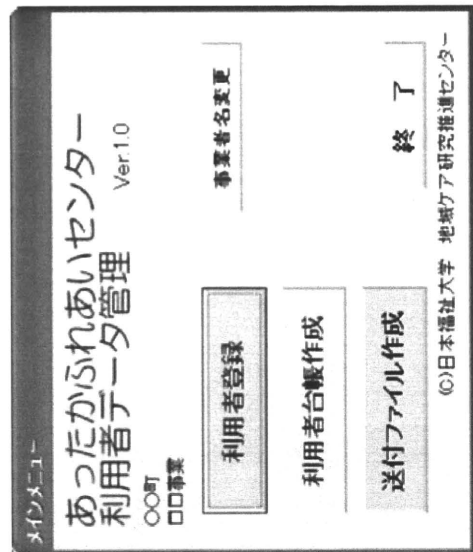 メインメニュー
あったかふれあいセンター
利用者データ管理 Ver.1.0
〇〇町
□□事業
利用者登録 事業者名変更
利用者台帳作成
送付ファイル作成 終 了
(C)日本福祉大学 地域ケア研究推進センター